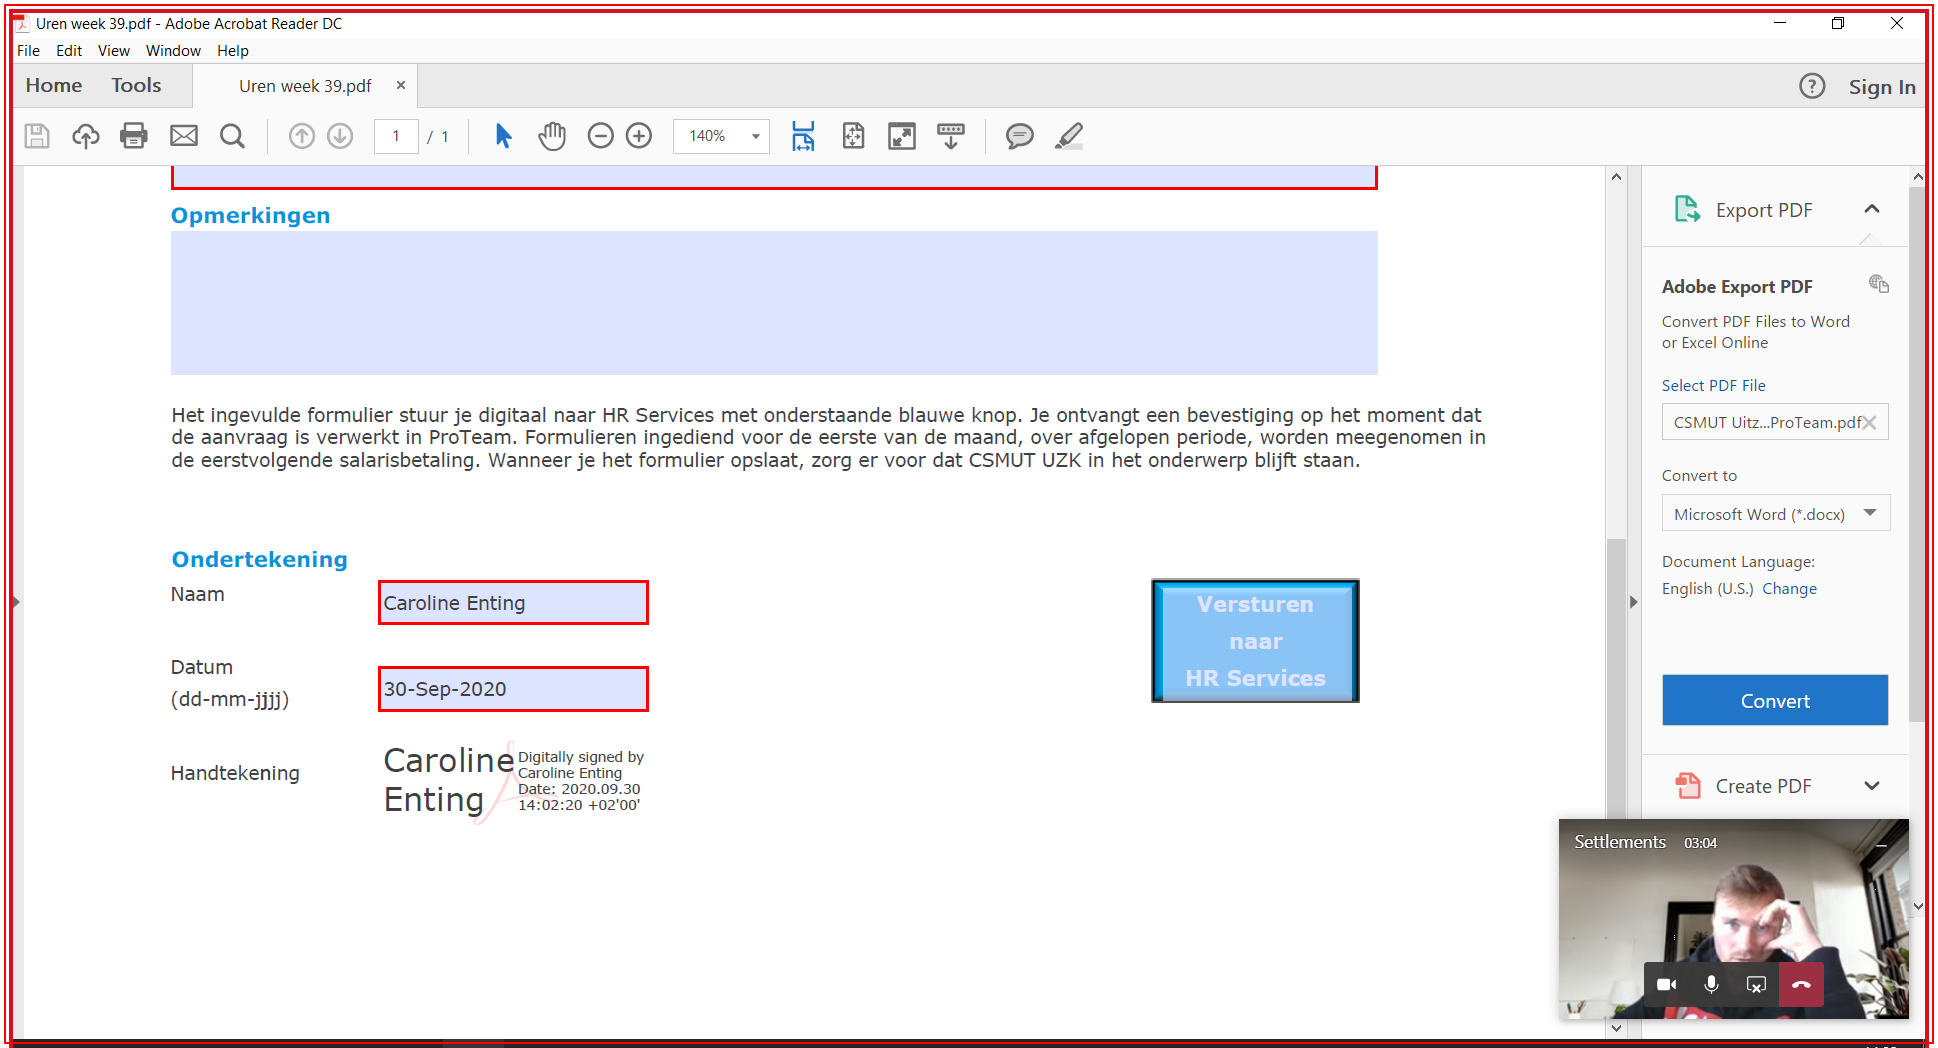 Uren week 39.pdf - Adobe Acrobat Reader DC
File Edit View Window Help
Home Tools Uren week 39.pdf × ? Sign In
1 / 1 140%
Opmerkingen
Het ingevulde formulier stuur je digitaal naar HR Services met onderstaande blauwe knop. Je ontvangt een bevestiging op het moment dat
de aanvraag is verwerkt in ProTeam. Formulieren ingediend voor de eerste van de maand, over afgelopen periode, worden meegenomen in
de eerstvolgende salarisbetaling. Wanneer je het formulier opslaat, zorg er voor dat CSMUT UZK in het onderwerp blijft staan.
Ondertekening
Naam
Caroline Enting
Datum
(dd-mm-jjjj)
30-Sep-2020
Handtekening
Caroline
Enting
Digitally signed by
Caroline Enting
Date: 2020.09.30
14:02:20 +02'00'
Versturen
naar
HR Services
Export PDF
Adobe Export PDF
Convert PDF Files to Word
or Excel Online
Select PDF File
CSMUT Uitz...ProTeam.pdf
Convert to
Microsoft Word (*.docx)
Document Language:
English (U.S.) Change
Convert
Create PDF
Settlements 03:04